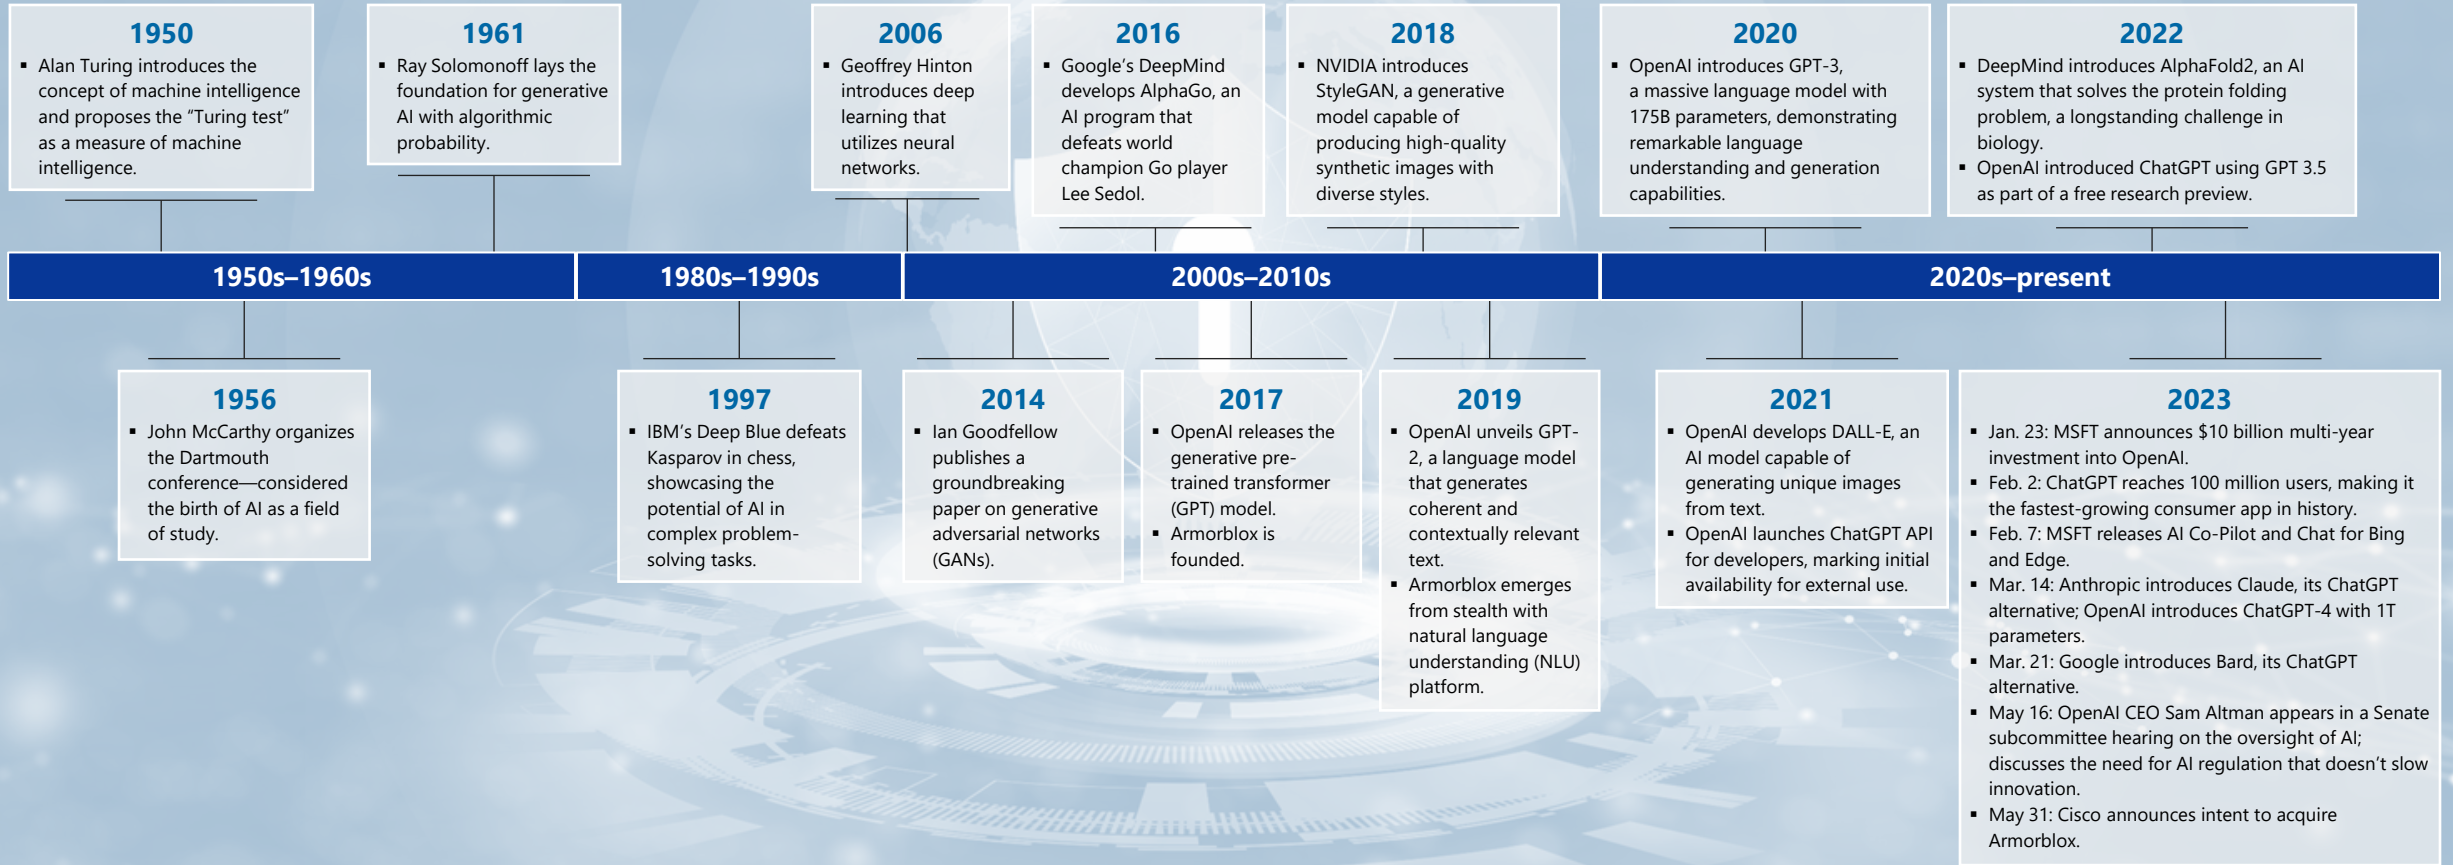 1950
▪ Alan Turing introduces the
concept of machine intelligence
and proposes the “Turing test”
as a measure of machine
intelligence.
1961
▪ Ray Solomonoff lays the
foundation for generative
AI with algorithmic
probability.
2006
▪ Geoffrey Hinton
introduces deep
learning that
utilizes neural
networks.
2016
▪ Google’s DeepMind
develops AlphaGo, an
AI program that
defeats world
champion Go player
Lee Sedol.
2018
▪ NVIDIA introduces
StyleGAN, a generative
model capable of
producing high-quality
synthetic images with
diverse styles.
2020
▪ OpenAI introduces GPT-3,
a massive language model with
175B parameters, demonstrating
remarkable language
understanding and generation
capabilities.
2022
▪ DeepMind introduces AlphaFold2, an AI
system that solves the protein folding
problem, a longstanding challenge in
biology.
▪ OpenAI introduced ChatGPT using GPT 3.5
as part of a free research preview.
1950s–1960s
1980s–1990s
2000s–2010s
2020s–present
1956
▪ John McCarthy organizes
the Dartmouth
conference—considered
the birth of AI as a field
of study.
1997
▪ IBM’s Deep Blue defeats
Kasparov in chess,
showcasing the
potential of AI in
complex problem-
solving tasks.
2014
▪ Ian Goodfellow
publishes a
groundbreaking
paper on generative
adversarial networks
(GANs).
2017
▪ OpenAI releases the
generative pre-
trained transformer
(GPT) model.
▪ Armorblox is
founded.
2019
▪ OpenAI unveils GPT-
2, a language model
that generates
coherent and
contextually relevant
text.
▪ Armorblox emerges
from stealth with
natural language
understanding (NLU)
platform.
2021
▪ OpenAI develops DALL-E, an
AI model capable of
generating unique images
from text.
▪ OpenAI launches ChatGPT API
for developers, marking initial
availability for external use.
2023
▪ Jan. 23: MSFT announces $10 billion multi-year
investment into OpenAI.
▪ Feb. 2: ChatGPT reaches 100 million users, making it
the fastest-growing consumer app in history.
▪ Feb. 7: MSFT releases AI Co-Pilot and Chat for Bing
and Edge.
▪ Mar. 14: Anthropic introduces Claude, its ChatGPT
alternative; OpenAI introduces ChatGPT-4 with 1T
parameters.
▪ Mar. 21: Google introduces Bard, its ChatGPT
alternative.
▪ May 16: OpenAI CEO Sam Altman appears in a Senate
subcommittee hearing on the oversight of AI;
discusses the need for AI regulation that doesn’t slow
innovation.
▪ May 31: Cisco announces intent to acquire
Armorblox.